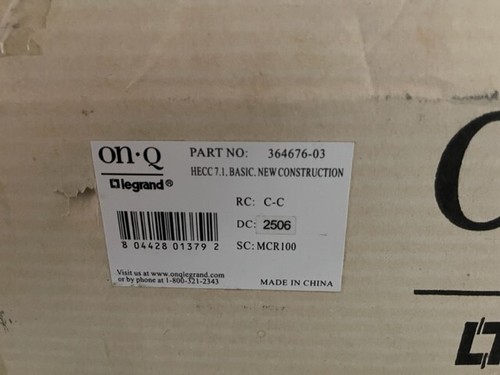 on·Q
legrand®
PART NO: 364676-03
HECC 7.1, BASIC, NEW CONSTRUCTION
RC: C-C
DC: 2506
SC: MCR100
8 04428 01379 2
Visit us at www.onqlegrand.com
or by phone at 1-800-321-2343
MADE IN CHINA